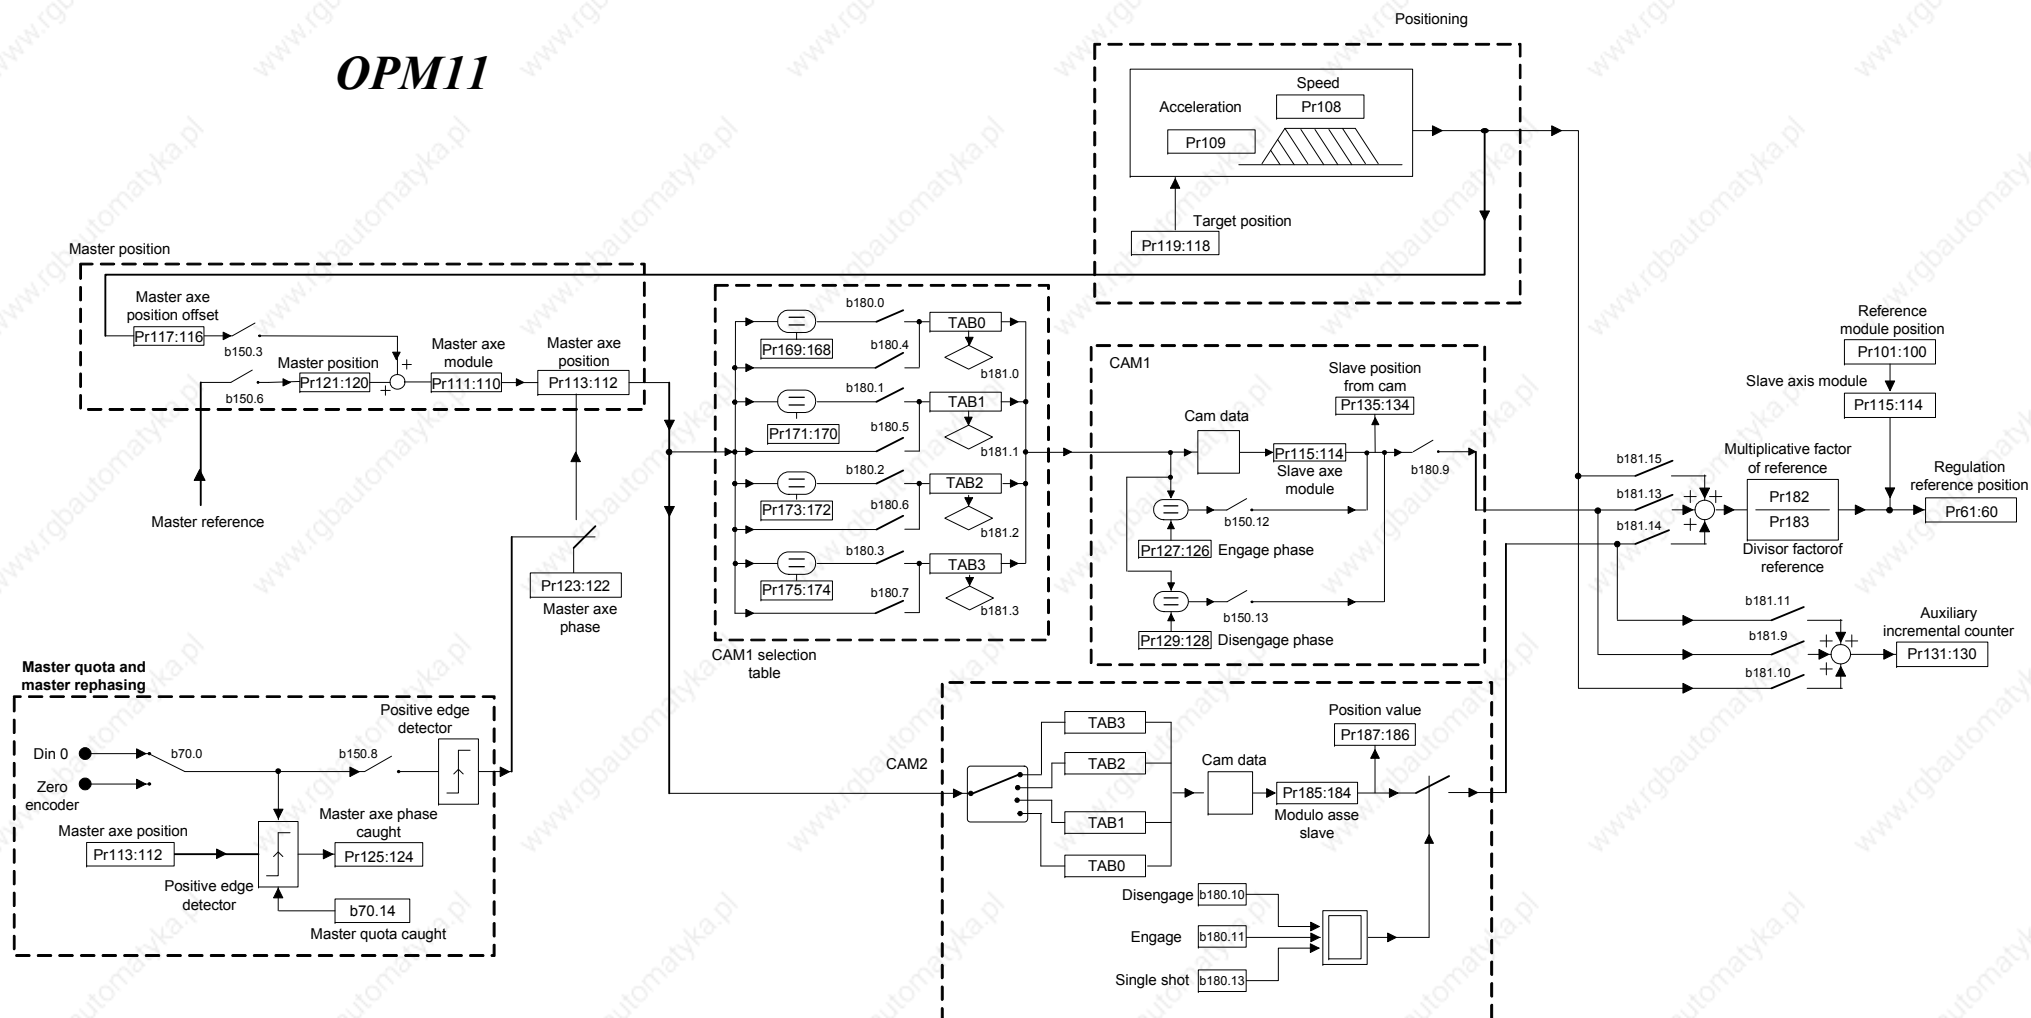 OPM11
Positioning
Speed
Pr108
Acceleration
Pr109
Target position
Pr119:118
Master position
Master axe
position offset
Pr117:116
b150.3
Master position
Pr121:120
b150.6
+
+
Master axe
module
Pr111:110
Master axe
position
Pr113:112
Master reference
Pr123:122
Master axe
phase
b180.0
=
Pr169:168
b180.4
TAB0
b181.0
b180.1
=
Pr171:170
b180.5
TAB1
b181.1
b180.2
=
Pr173:172
b180.6
TAB2
b181.2
b180.3
=
Pr175:174
b180.7
TAB3
b181.3
CAM1 selection
table
CAM1
Slave position
from cam
Pr135:134
Cam data
Pr115:114
Slave axe
module
b180.9
=
b150.12
Pr127:126
Engage phase
=
b150.13
Pr129:128
Disengage phase
Reference
module position
Pr101:100
Slave axis module
Pr115:114
b181.15
b181.13
b181.14
+
+
+
Multiplicative factor
of reference
Pr182
Pr183
Divisor factorof
reference
Regulation
reference position
Pr61:60
b181.11
b181.9
b181.10
+
+
+
Auxiliary
incremental counter
Pr131:130
Master quota and
master rephasing
Din 0
b70.0
b150.8
Positive edge
detector
Zero
encoder
Master axe position
Pr113:112
Master axe phase
caught
Pr125:124
Positive edge
detector
b70.14
Master quota caught
CAM2
TAB3
TAB2
TAB1
TAB0
Cam data
Position value
Pr187:186
Pr185:184
Modulo asse
slave
Disengage
b180.10
Engage
b180.11
Single shot
b180.13
www.rgbautomatyka.pl